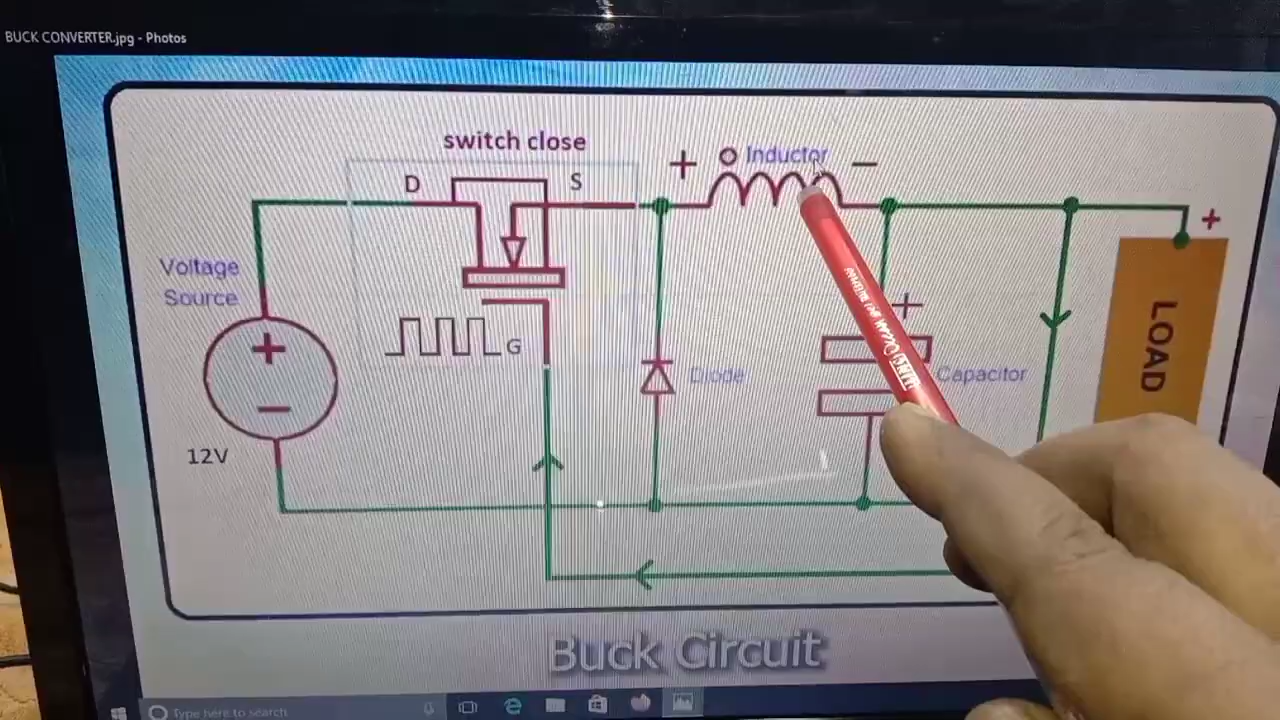 BUCK CONVERTER.jpg - Photos
switch close
+ Inductor −
D
S
+
Voltage
Source
+
−
G
+
LOAD
Diode
Capacitor
12V
Buck Circuit
Type here to search